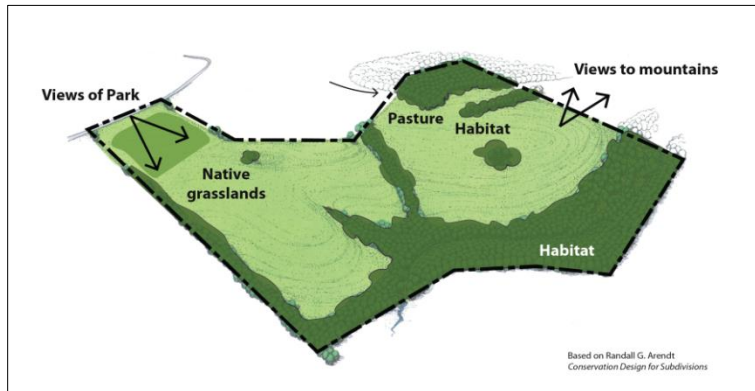 Views of Park
Views to mountains
Pasture
Habitat
Native
grasslands
Habitat
Based on Randall G. Arendt
Conservation Design for Subdivisions